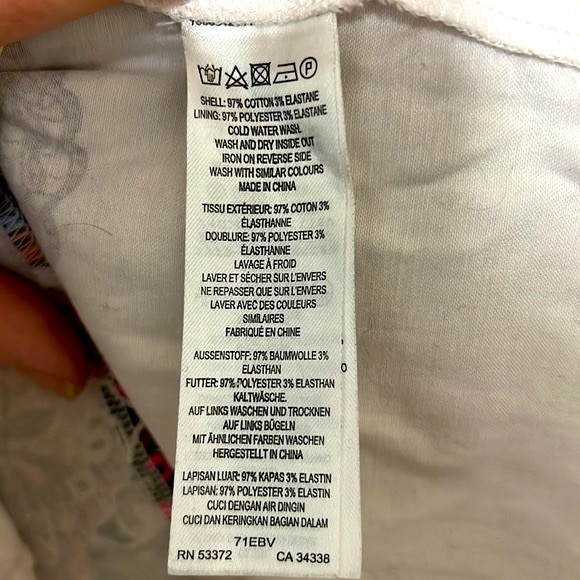 SHELL: 97% COTTON 3% ELASTANE
LINING: 97% POLYESTER 3% ELASTANE
COLD WATER WASH.
WASH AND DRY INSIDE OUT
IRON ON REVERSE SIDE
WASH WITH SIMILAR COLOURS
MADE IN CHINA
TISSU EXTÉRIEUR: 97% COTON 3%
ÉLASTHANNE
DOUBLURE: 97% POLYESTER 3%
ÉLASTHANNE
LAVAGE À FROID
LAVER ET SÉCHER SUR L'ENVERS
NE REPASSER QUE SUR L'ENVERS
LAVER AVEC DES COULEURS
SIMILAIRES
FABRIQUÉ EN CHINE
AUSSENSTOFF: 97% BAUMWOLLE 3%
ELASTHAN
FUTTER: 97% POLYESTER 3% ELASTHAN
KALTWÄSCHE.
AUF LINKS WASCHEN UND TROCKNEN
AUF LINKS BÜGELN
MIT ÄHNLICHEN FARBEN WASCHEN
HERGESTELLT IN CHINA
LAPISAN LUAR: 97% KAPAS 3% ELASTIN
LAPISAN: 97% POLYESTER 3% ELASTIN
CUCI DENGAN AIR DINGIN
CUCI DAN KERINGKAN BAGIAN DALAM
71EBV
RN 53372 CA 34338